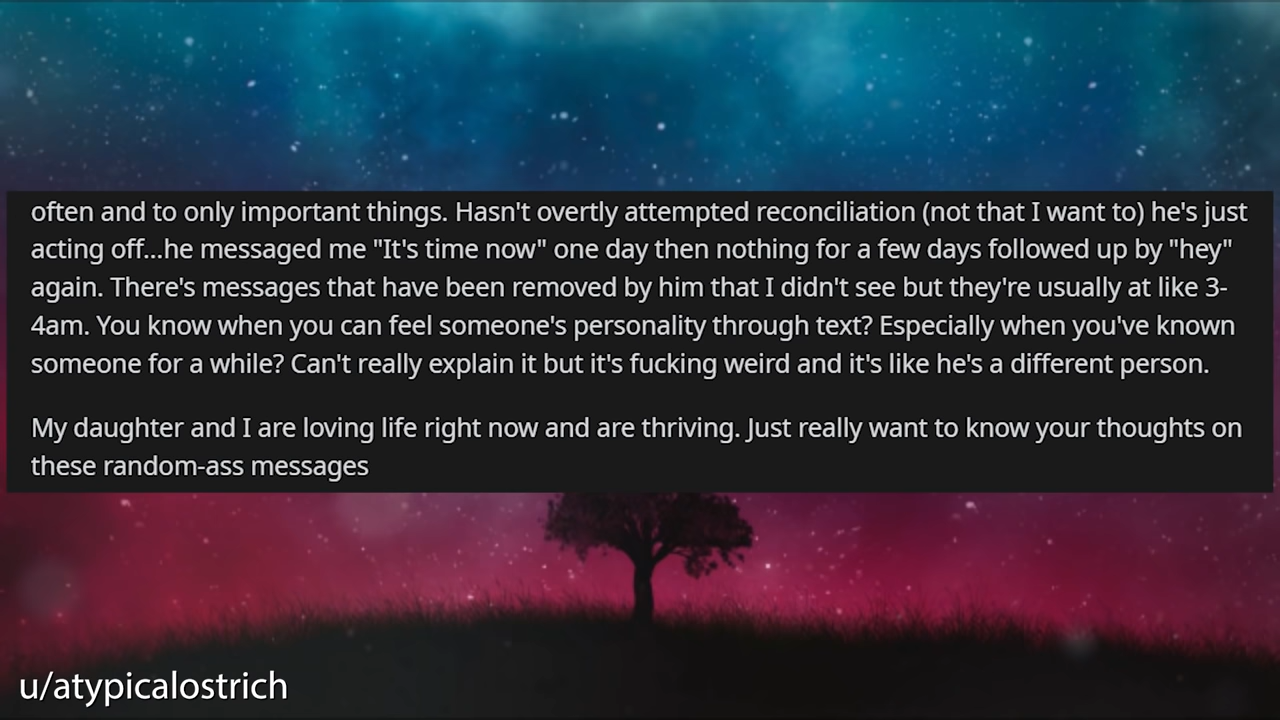 often and to only important things. Hasn't overtly attempted reconciliation (not that I want to) he's just
acting off...he messaged me "It's time now" one day then nothing for a few days followed up by "hey"
again. There's messages that have been removed by him that I didn't see but they're usually at like 3-
4am. You know when you can feel someone's personality through text? Especially when you've known
someone for a while? Can't really explain it but it's fucking weird and it's like he's a different person.
My daughter and I are loving life right now and are thriving. Just really want to know your thoughts on
these random-ass messages
u/atypicalostrich